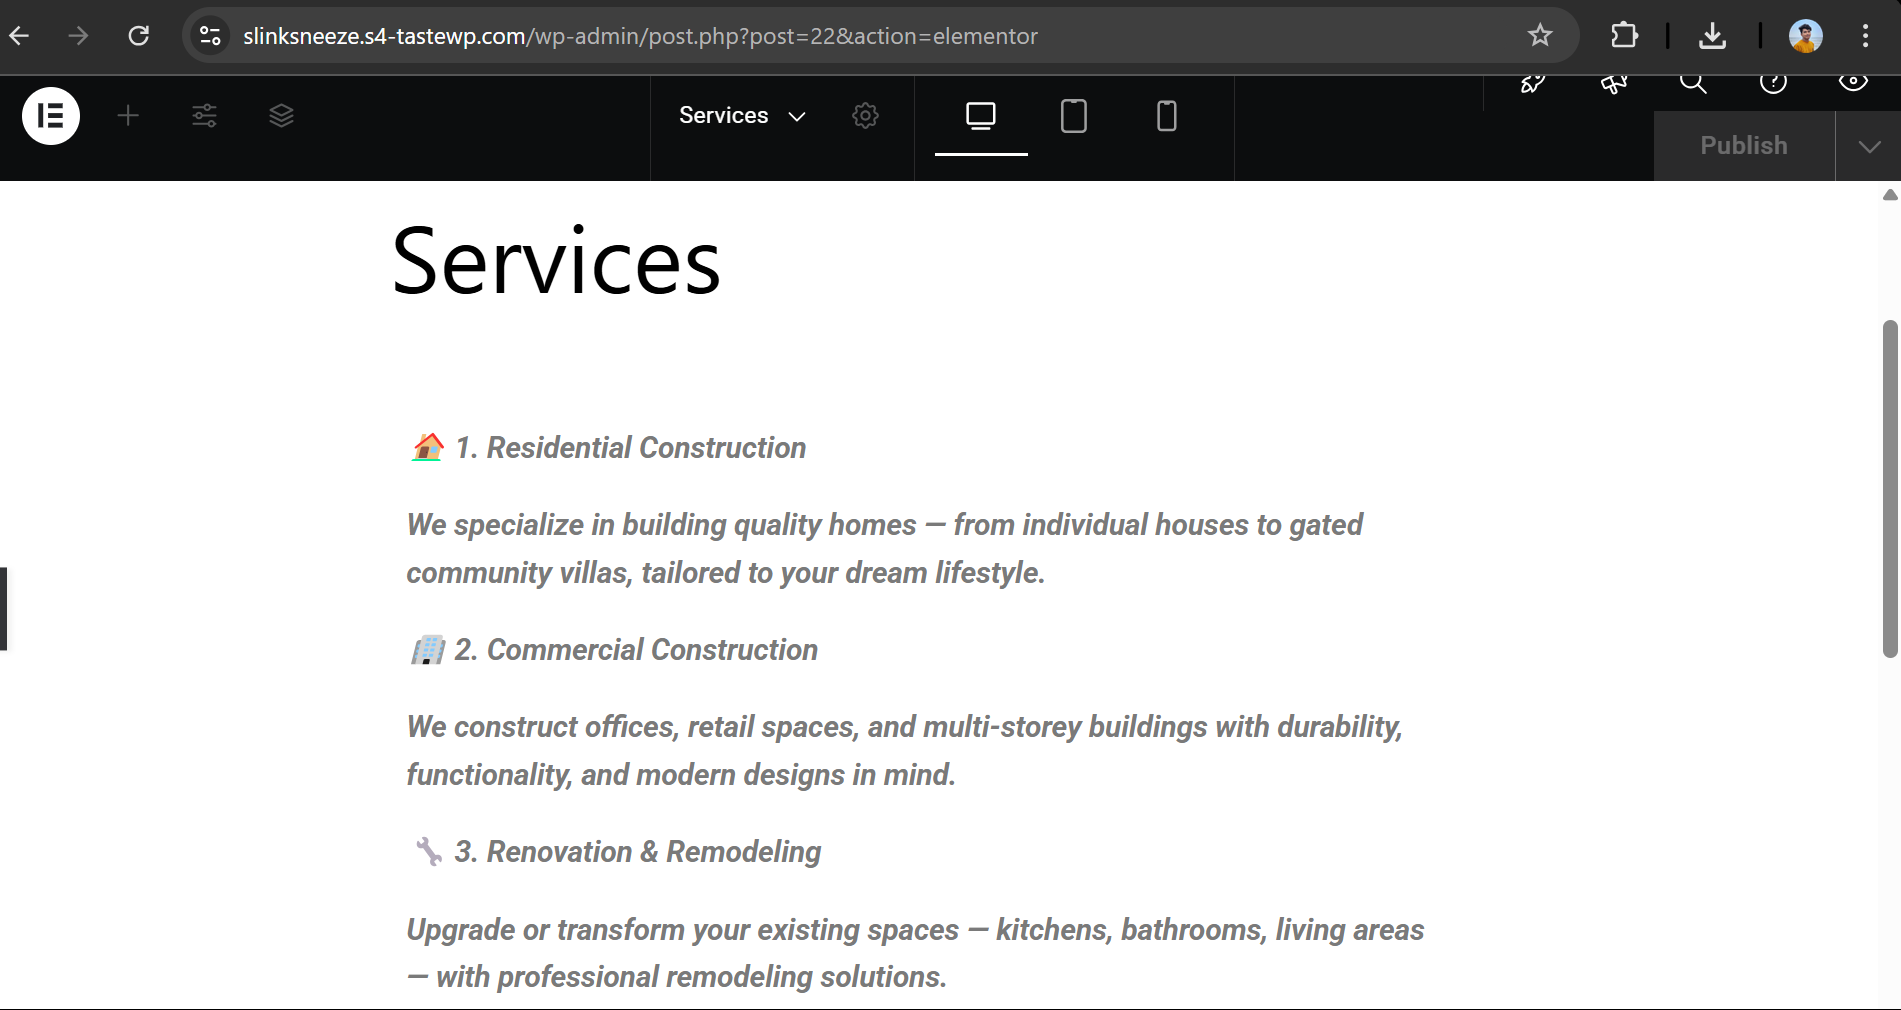 slinksneeze.s4-tastewp.com/wp-admin/post.php?post=22&action=elementor
Services
Publish
Services
1. Residential Construction
We specialize in building quality homes — from individual houses to gated
community villas, tailored to your dream lifestyle.
2. Commercial Construction
We construct offices, retail spaces, and multi-storey buildings with durability,
functionality, and modern designs in mind.
3. Renovation & Remodeling
Upgrade or transform your existing spaces — kitchens, bathrooms, living areas
— with professional remodeling solutions.